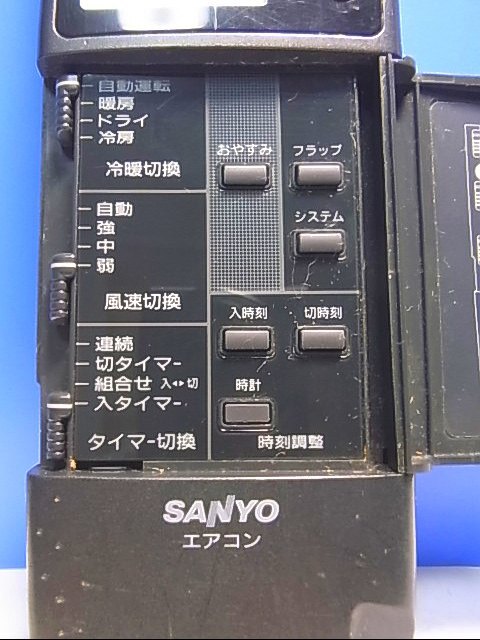 自動運転
暖房
ドライ
冷房
冷暖切換
おやすみ
フラップ
システム
自動
強
中
弱
風速切換
入時刻
切時刻
連続
切タイマー
組合せ 入◂▸切
入タイマー
タイマー切換
時計
時刻調整
SANYO
エアコン